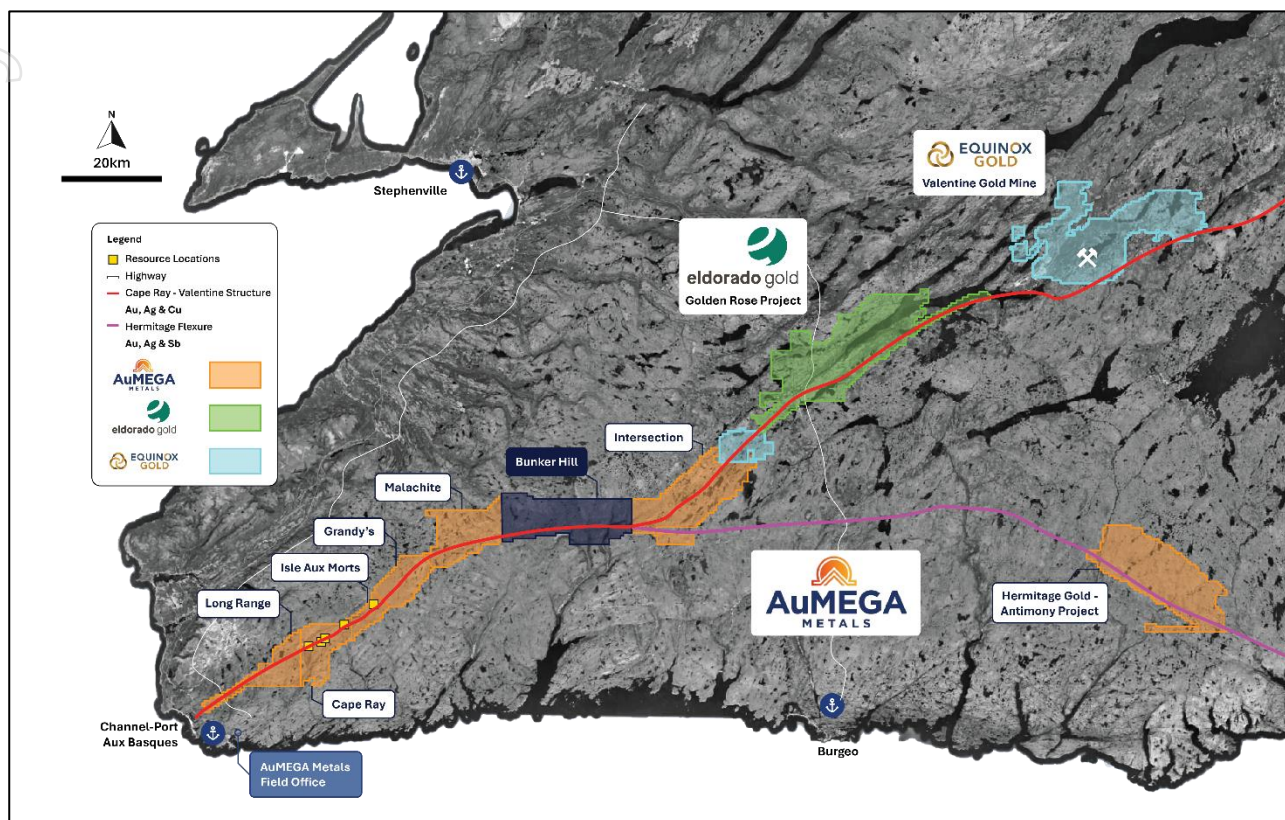 N
20km
Stephenville
EQUINOX
GOLD
Valentine Gold Mine
eldorado gold
Golden Rose Project
Legend
Resource Locations
Highway
Cape Ray - Valentine Structure
Au, Ag & Cu
Hermitage Flexure
Au, Ag & Sb
AuMEGA
METALS
eldorado gold
EQUINOX
GOLD
Intersection
Bunker Hill
Malachite
Grandy's
Isle Aux Morts
Long Range
Cape Ray
AuMEGA
METALS
Hermitage Gold -
Antimony Project
Channel-Port
Aux Basques
Burgeo
AuMEGA Metals
Field Office